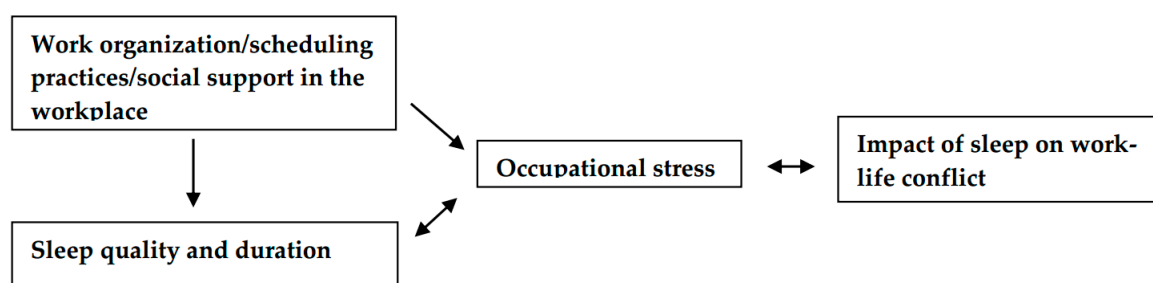 Work organization/scheduling
practices/social support in the
workplace
Occupational stress
Impact of sleep on work-
life conflict
Sleep quality and duration